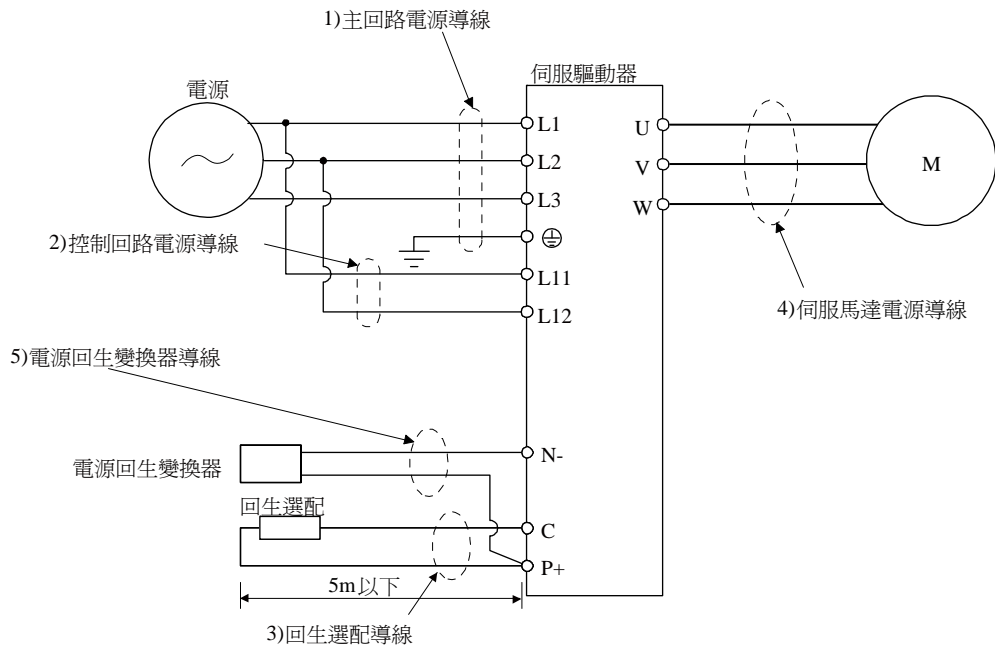 1)主回路電源導線
伺服驅動器
電源
L1
U
L2
V
M
L3
W
2)控制回路電源導線
L11
L12
4)伺服馬達電源導線
5)電源回生變換器導線
N-
電源回生變換器
回生選配
C
P+
5m以下
3)回生選配導線